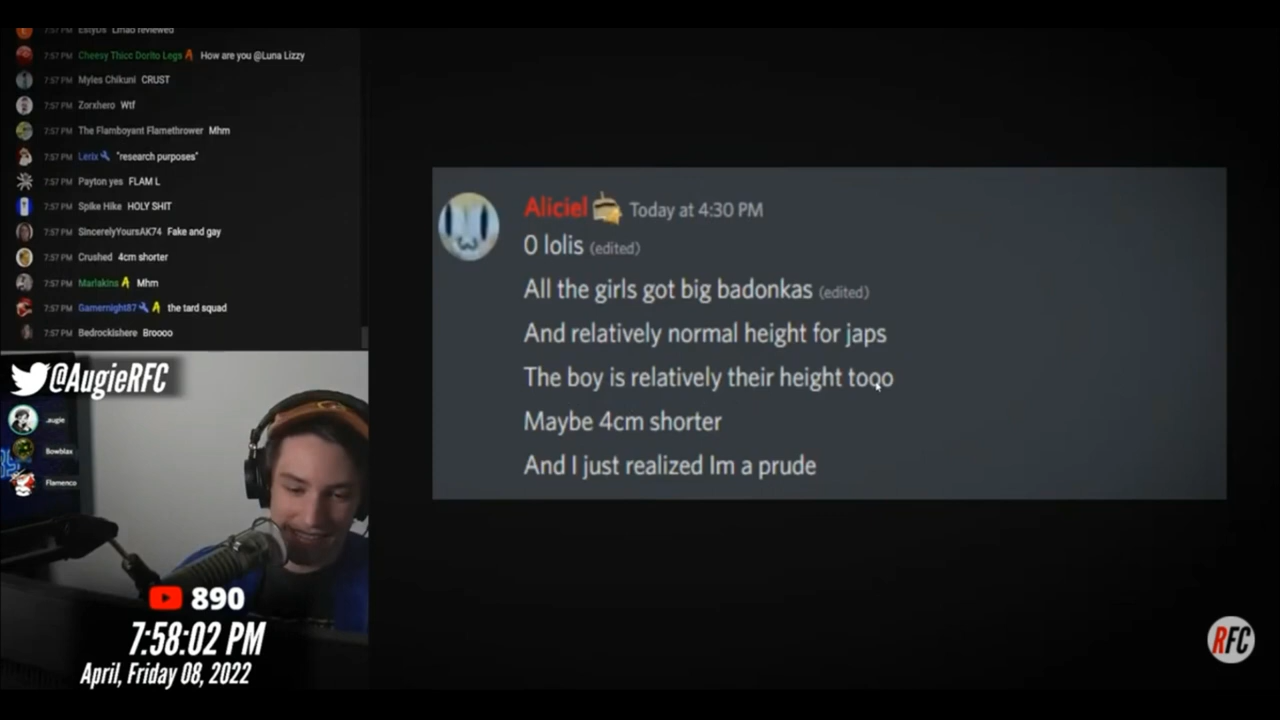 EstyDs Lmao reviewed
7:57 PM Cheesy Thicc Dorito Legs How are you @Luna Lizzy
7:57 PM Myles Chikuni CRUST
7:57 PM Zorxhero Wtf
7:57 PM The Flamboyant Flamethrower Mhm
7:57 PM Lerix "research purposes"
7:57 PM Payton yes FLAM L
7:57 PM Spike Hike HOLY SHIT
7:57 PM SincerelyYoursAK74 Fake and gay
7:57 PM Crushed 4cm shorter
7:57 PM Marlakins Mhm
7:57 PM Gamernight87 the tard squad
7:57 PM Bedrockishere Broooo
@AugieRFC
.augie
Bowblax
Flamenco
890
7:58:02 PM
April, Friday 08, 2022
Aliciel Today at 4:30 PM
0 lolis (edited)
All the girls got big badonkas (edited)
And relatively normal height for japs
The boy is relatively their height tooo
Maybe 4cm shorter
And I just realized Im a prude
RFC